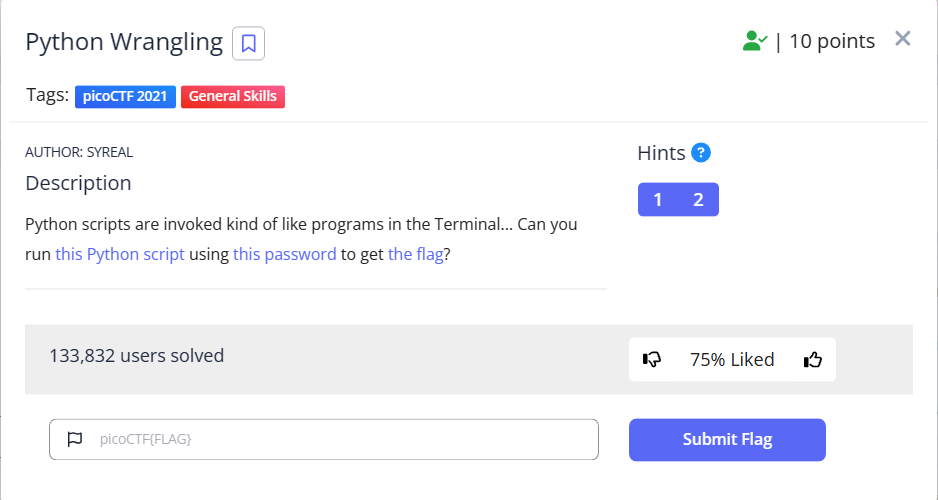 Python Wrangling
| 10 points
Tags: picoCTF 2021 General Skills
AUTHOR: SYREAL
Hints ?
Description
1 2
Python scripts are invoked kind of like programs in the Terminal... Can you
run this Python script using this password to get the flag?
133,832 users solved
75% Liked
picoCTF{FLAG}
Submit Flag